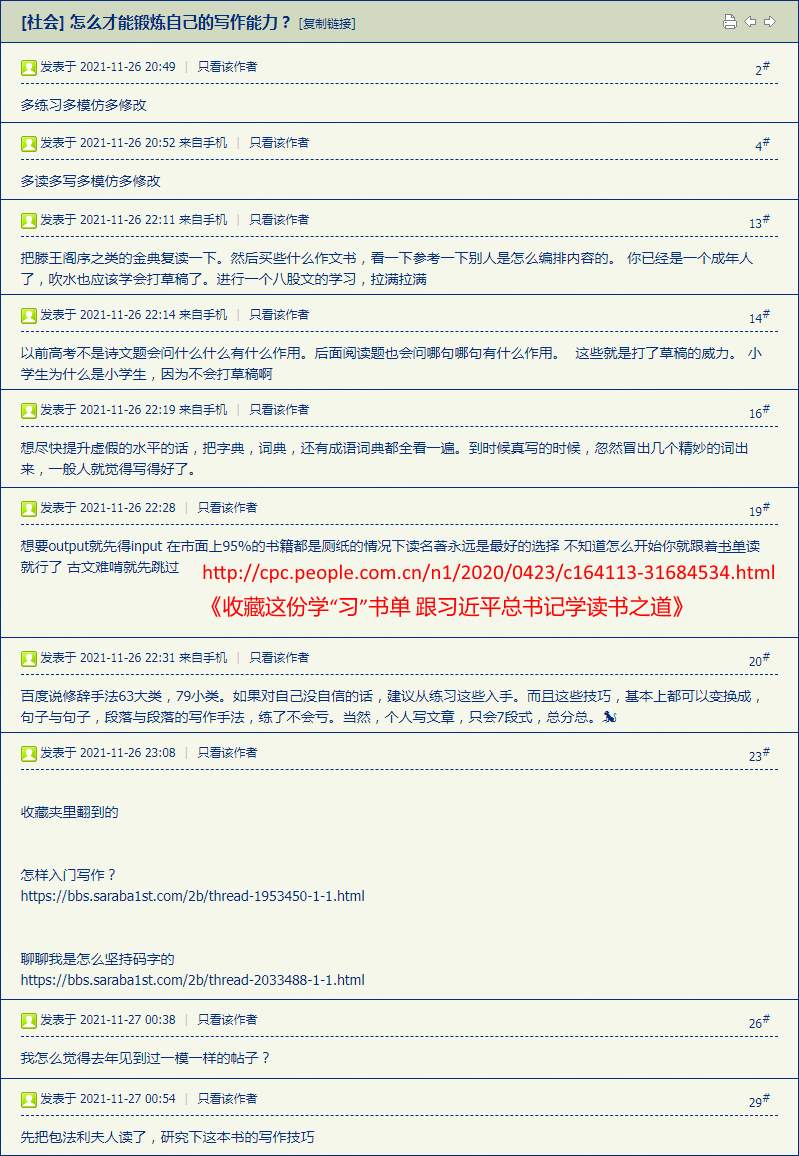 [社会] 怎么才能锻炼自己的写作能力？ [复制链接]
发表于 2021-11-26 20:49 | 只看该作者 2#
多练习多模仿多修改
发表于 2021-11-26 20:52 来自手机 | 只看该作者 4#
多读多写多模仿多修改
发表于 2021-11-26 22:11 来自手机 | 只看该作者 13#
把滕王阁序之类的金典复读一下。然后买些什么作文书，看一下参考一下别人是怎么编排内容的。 你已经是一个成年人
了，吹水也应该学会打草稿了。进行一个八股文的学习，拉满拉满
发表于 2021-11-26 22:14 来自手机 | 只看该作者 14#
以前高考不是诗文题会问什么什么有什么作用。后面阅读题也会问哪句哪句有什么作用。 这些就是打了草稿的威力。 小
学生为什么是小学生，因为不会打草稿啊
发表于 2021-11-26 22:19 来自手机 | 只看该作者 16#
想尽快提升虚假的水平的话，把字典，词典，还有成语词典都全看一遍。到时候真写的时候，忽然冒出几个精妙的词出
来，一般人就觉得写得好了。
发表于 2021-11-26 22:28 | 只看该作者 19#
想要output就先得input 在市面上95%的书籍都是厕纸的情况下读名著永远是最好的选择 不知道怎么开始你就跟着书单读
就行了 古文难啃就先跳过
http://cpc.people.com.cn/n1/2020/0423/c164113-31684534.html
《收藏这份学“习”书单 跟习近平总书记学读书之道》
发表于 2021-11-26 22:31 来自手机 | 只看该作者 20#
百度说修辞手法63大类，79小类。如果对自己没自信的话，建议从练习这些入手。而且这些技巧，基本上都可以变换成，
句子与句子，段落与段落的写作手法，练了不会亏。当然，个人写文章，只会7段式，总分总。
发表于 2021-11-26 23:08 | 只看该作者 23#
收藏夹里翻到的
怎样入门写作？
https://bbs.saraba1st.com/2b/thread-1953450-1-1.html
聊聊我是怎么坚持码字的
https://bbs.saraba1st.com/2b/thread-2033488-1-1.html
发表于 2021-11-27 00:38 | 只看该作者 26#
我怎么觉得去年见到过一模一样的帖子？
发表于 2021-11-27 00:54 | 只看该作者 29#
先把包法利夫人读了，研究下这本书的写作技巧